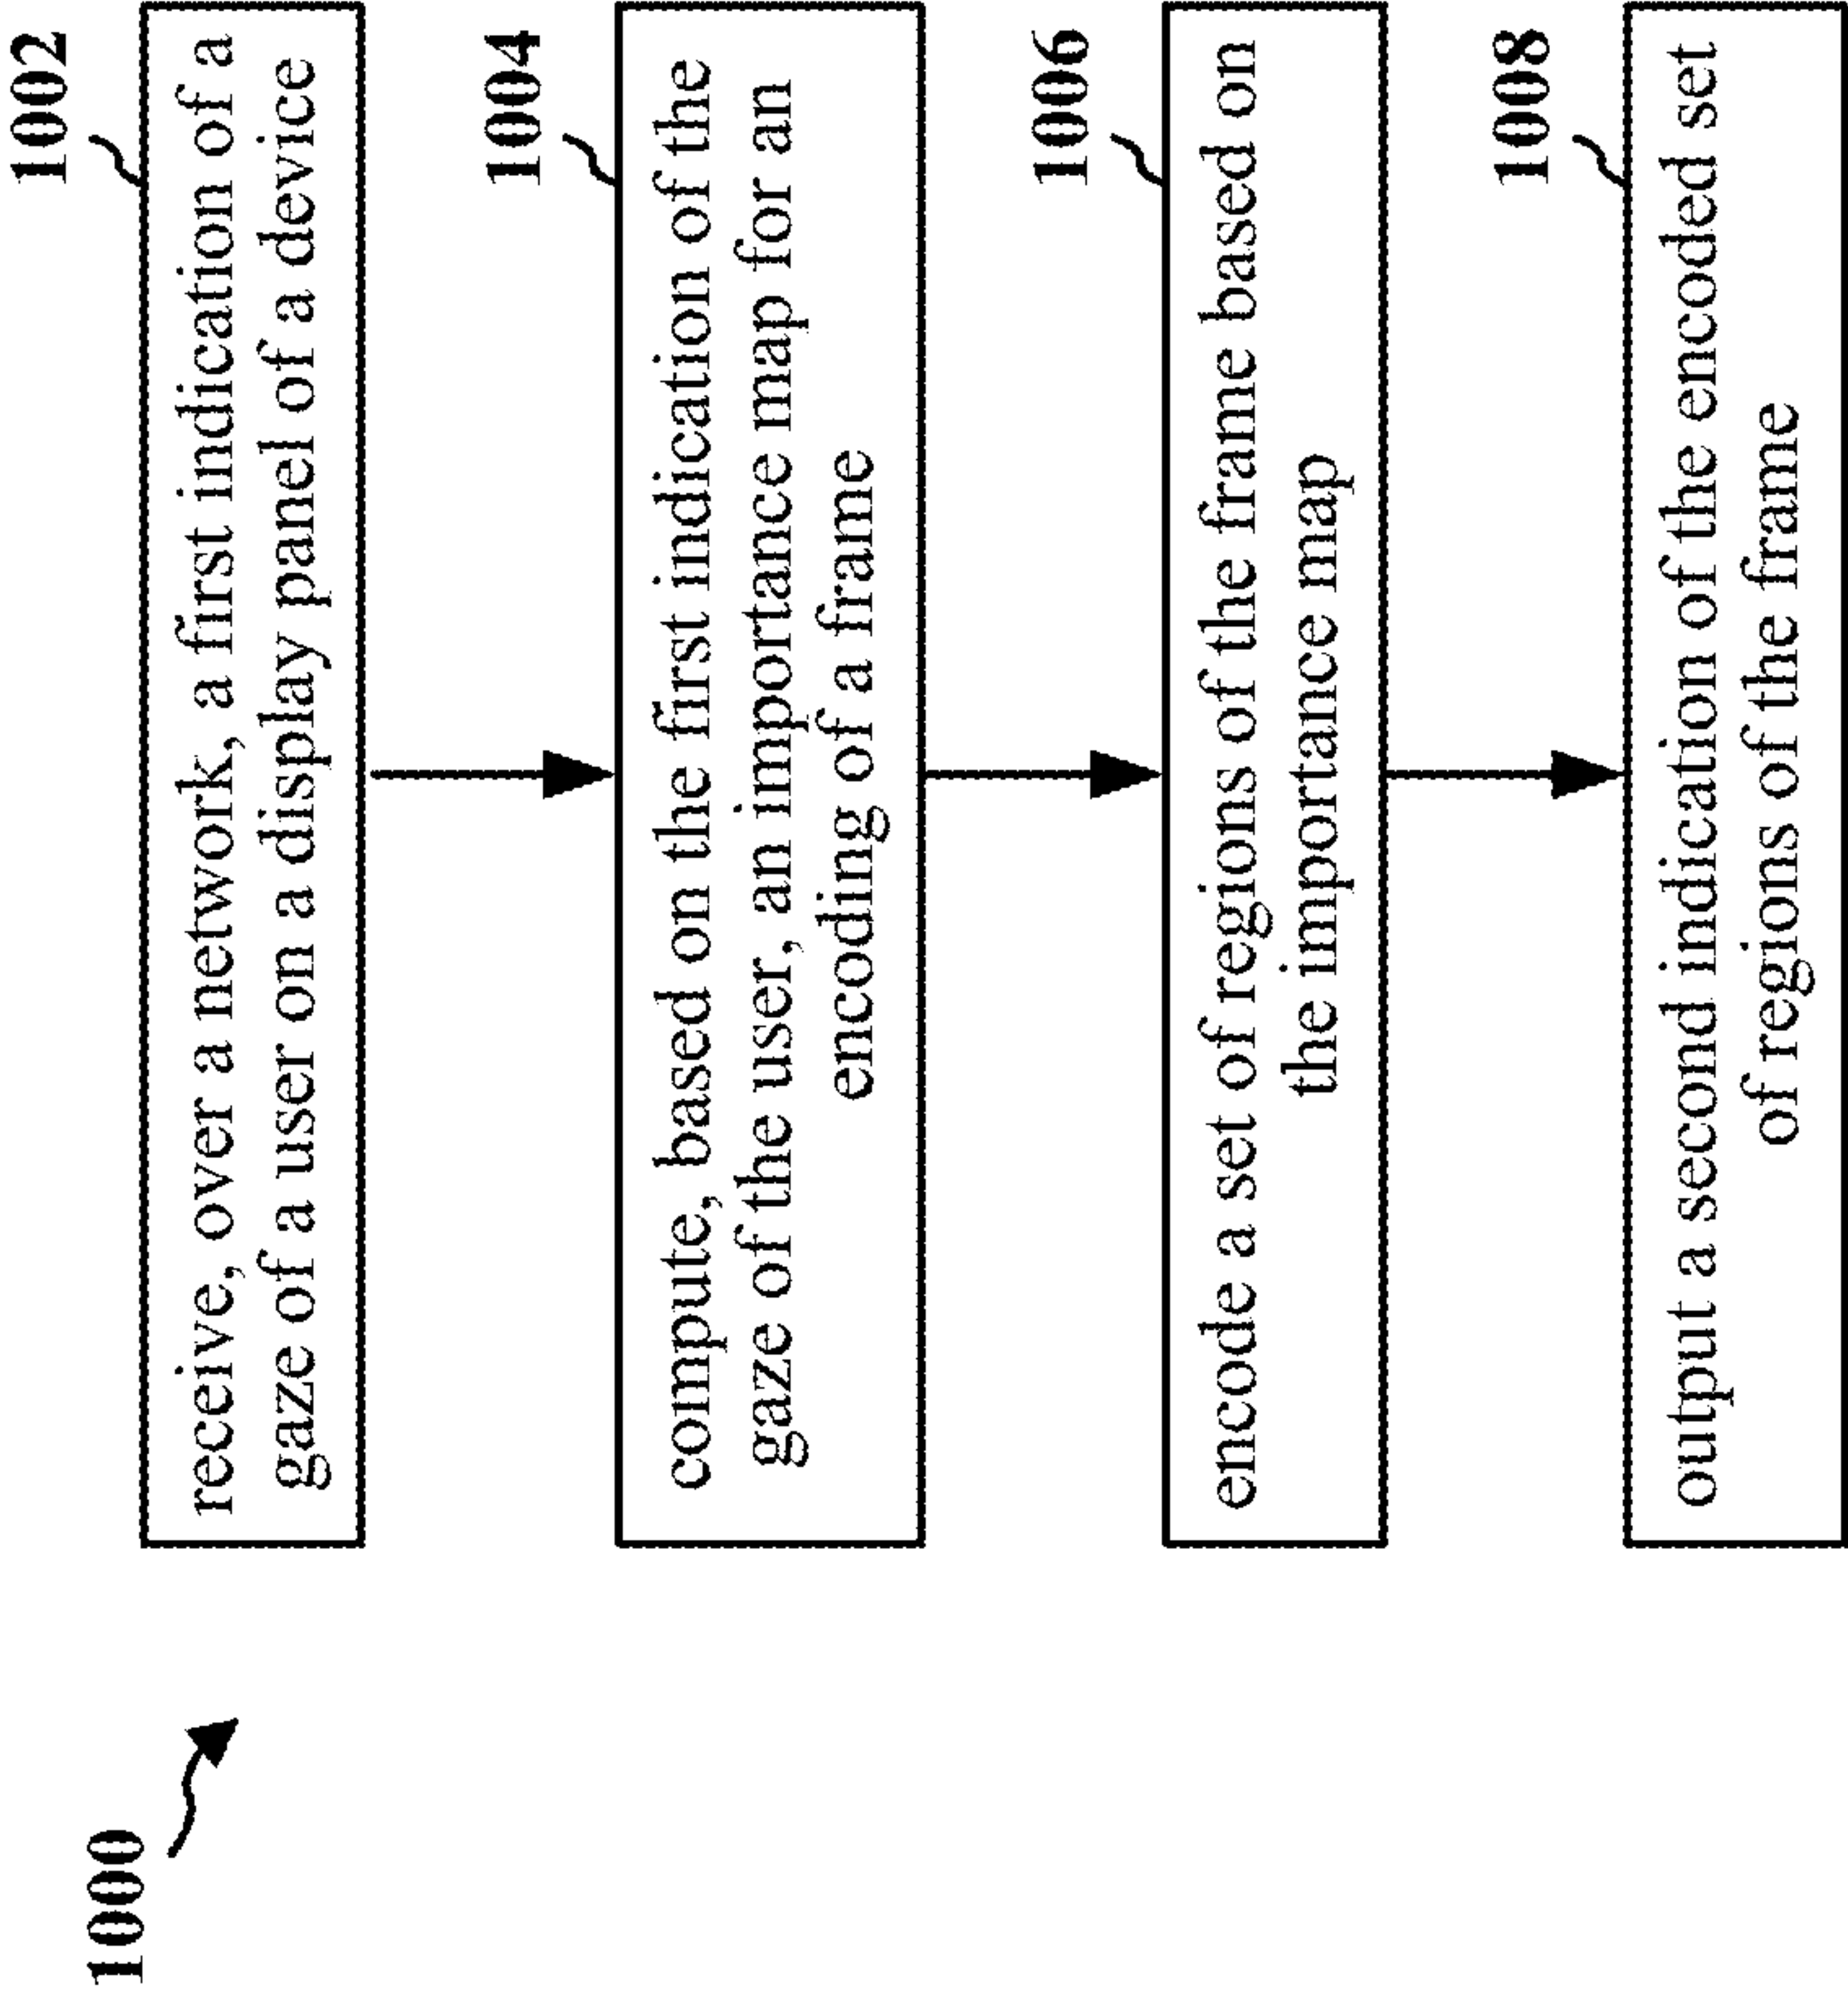 1000
1002
receive, over a network, a first indication of a
gaze of a user on a display panel of a device
1004
compute, based on the first indication of the
gaze of the user, an importance map for an
encoding of a frame
1006
encode a set of regions of the frame based on
the importance map
1008
output a second indication of the encoded set
of regions of the frame